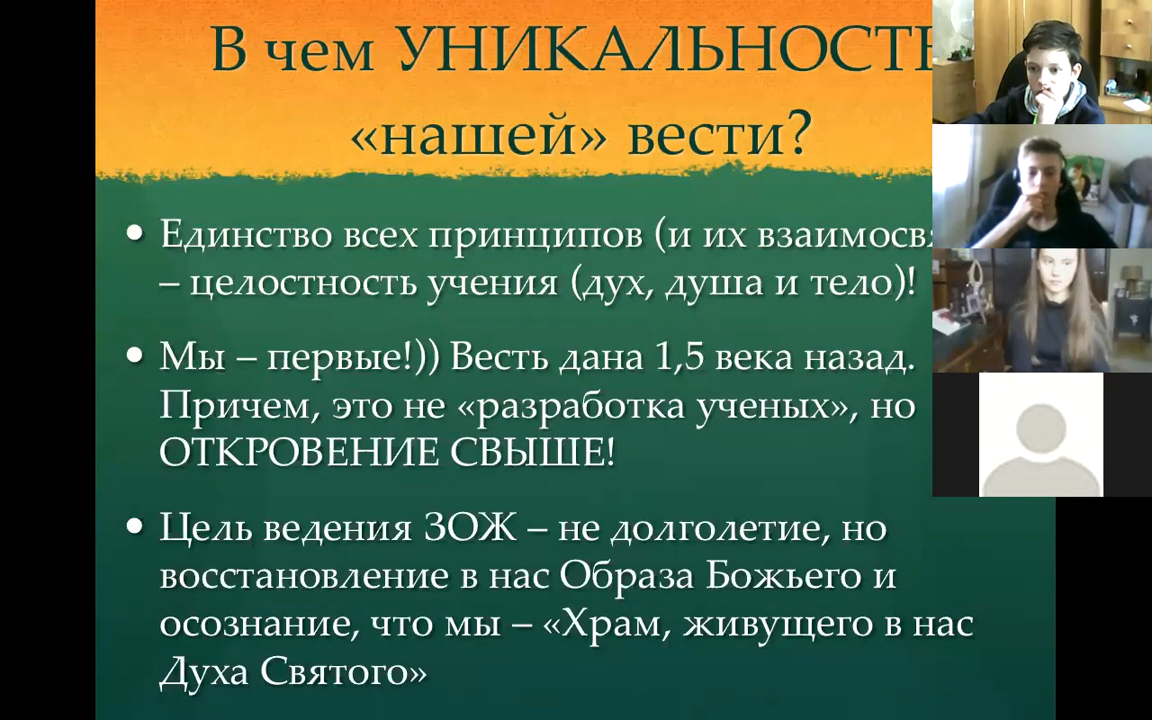 В чем УНИКАЛЬНОСТЬ
«нашей» вести?
• Единство всех принципов (и их
– целостность учения (дух, душа и тело)!
• Мы – первые!)) Весть дана 1,5 века назад.
Причем, это не «разработка ученых», но
ОТКРОВЕНИЕ СВЫШЕ!
• Цель ведения ЗОЖ – не долголетие, но
восстановление в нас Образа Божьего и
осознание, что мы – «Храм, живущего в нас
Духа Святого»